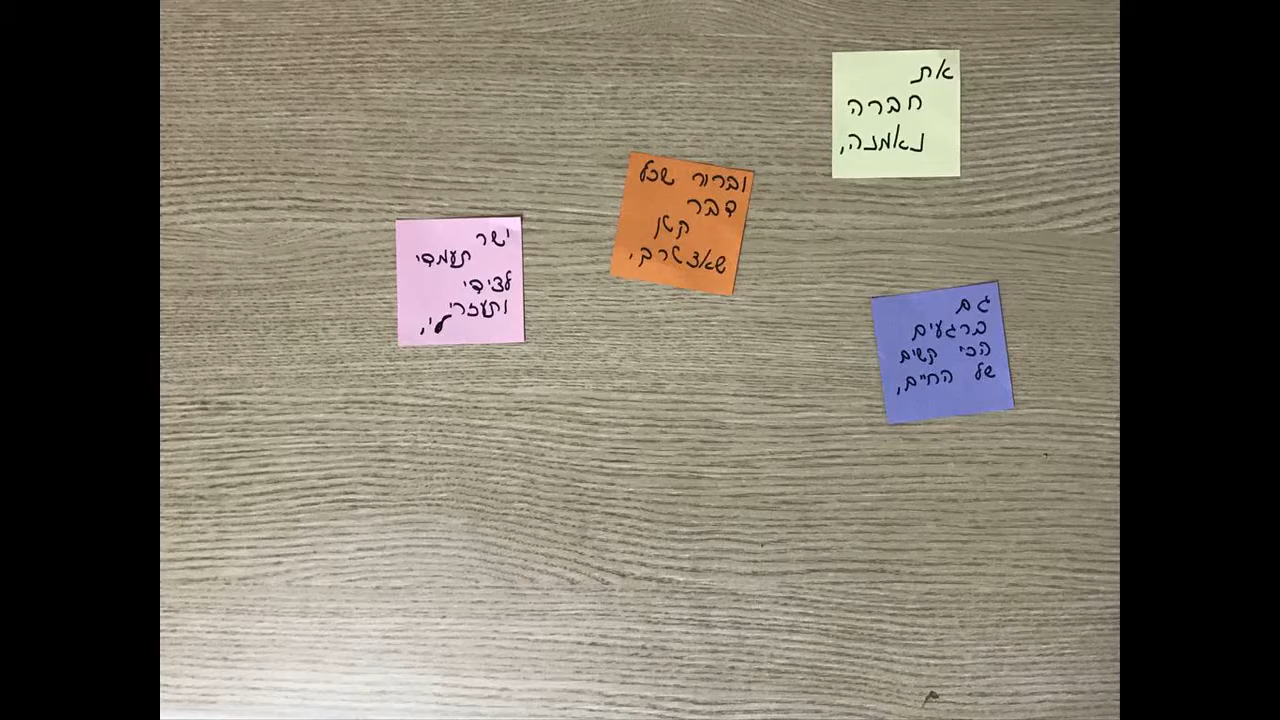 את
חברה
נאמנה,
וברור שכל
דבר
קטן
שאצטרך,
ישר
תעמדי
לצידי
ותעזרי
לי,
גם
ברגעים
הכי קשים
של החיים,